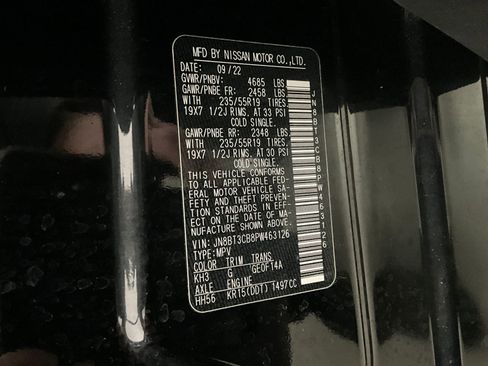 MFD BY NISSAN MOTOR CO.,LTD.
DATE: 09/22
GVWR/PNBV: 4685 LBS
GAWR/PNBE FR: 2458 LBS
WITH 235/55R19 TIRES
19X7 1/2J RIMS, AT 33 PSI
COLD SINGLE.
GAWR/PNBE RR: 2348 LBS
WITH 235/55R19 TIRES
19X7 1/2J RIMS, AT 30 PSI
COLD SINGLE.
THIS VEHICLE CONFORMS
TO ALL APPLICABLE FED-
ERAL MOTOR VEHICLE SA-
FETY AND THEFT PREVEN-
TION STANDARDS IN EFF-
ECT ON THE DATE OF MA-
NUFACTURE SHOWN ABOVE.
VIN: JN8BT3CB8PW463126
TYPE:MPV
COLOR TRIM TRANS
KH3 G GE0FT4A
AXLE ENGINE
HH56 KR15(DDT) 1497CC
JN8BT3CB8PW463126